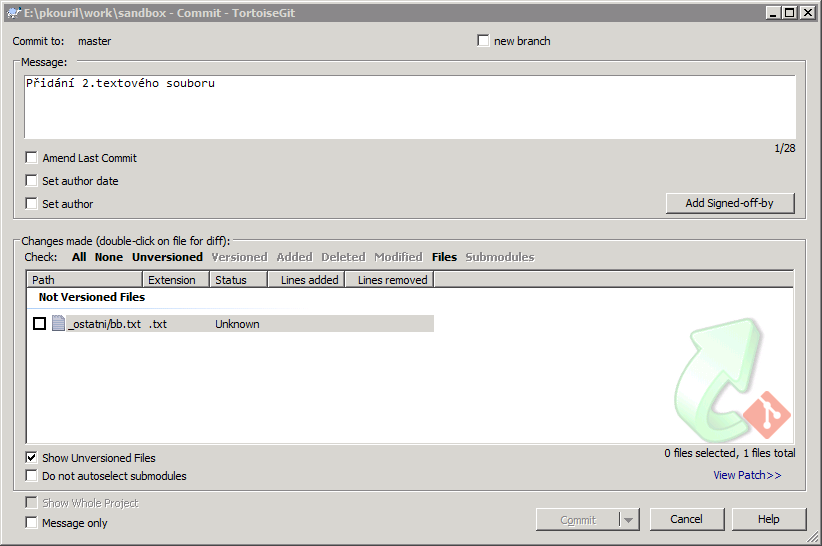 E:\pkouril\work\sandbox - Commit - TortoiseGit
Commit to: master new branch
Message:
Přidání 2.textového souboru
1/28
Amend Last Commit
Set author date
Set author Add Signed-off-by
Changes made (double-click on file for diff):
Check: All None Unversioned Versioned Added Deleted Modified Files Submodules
Path Extension Status Lines added Lines removed
Not Versioned Files
_ostatni/bb.txt .txt Unknown
Show Unversioned Files 0 files selected, 1 files total
Do not autoselect submodules View Patch>>
Show Whole Project
Message only Commit Cancel Help